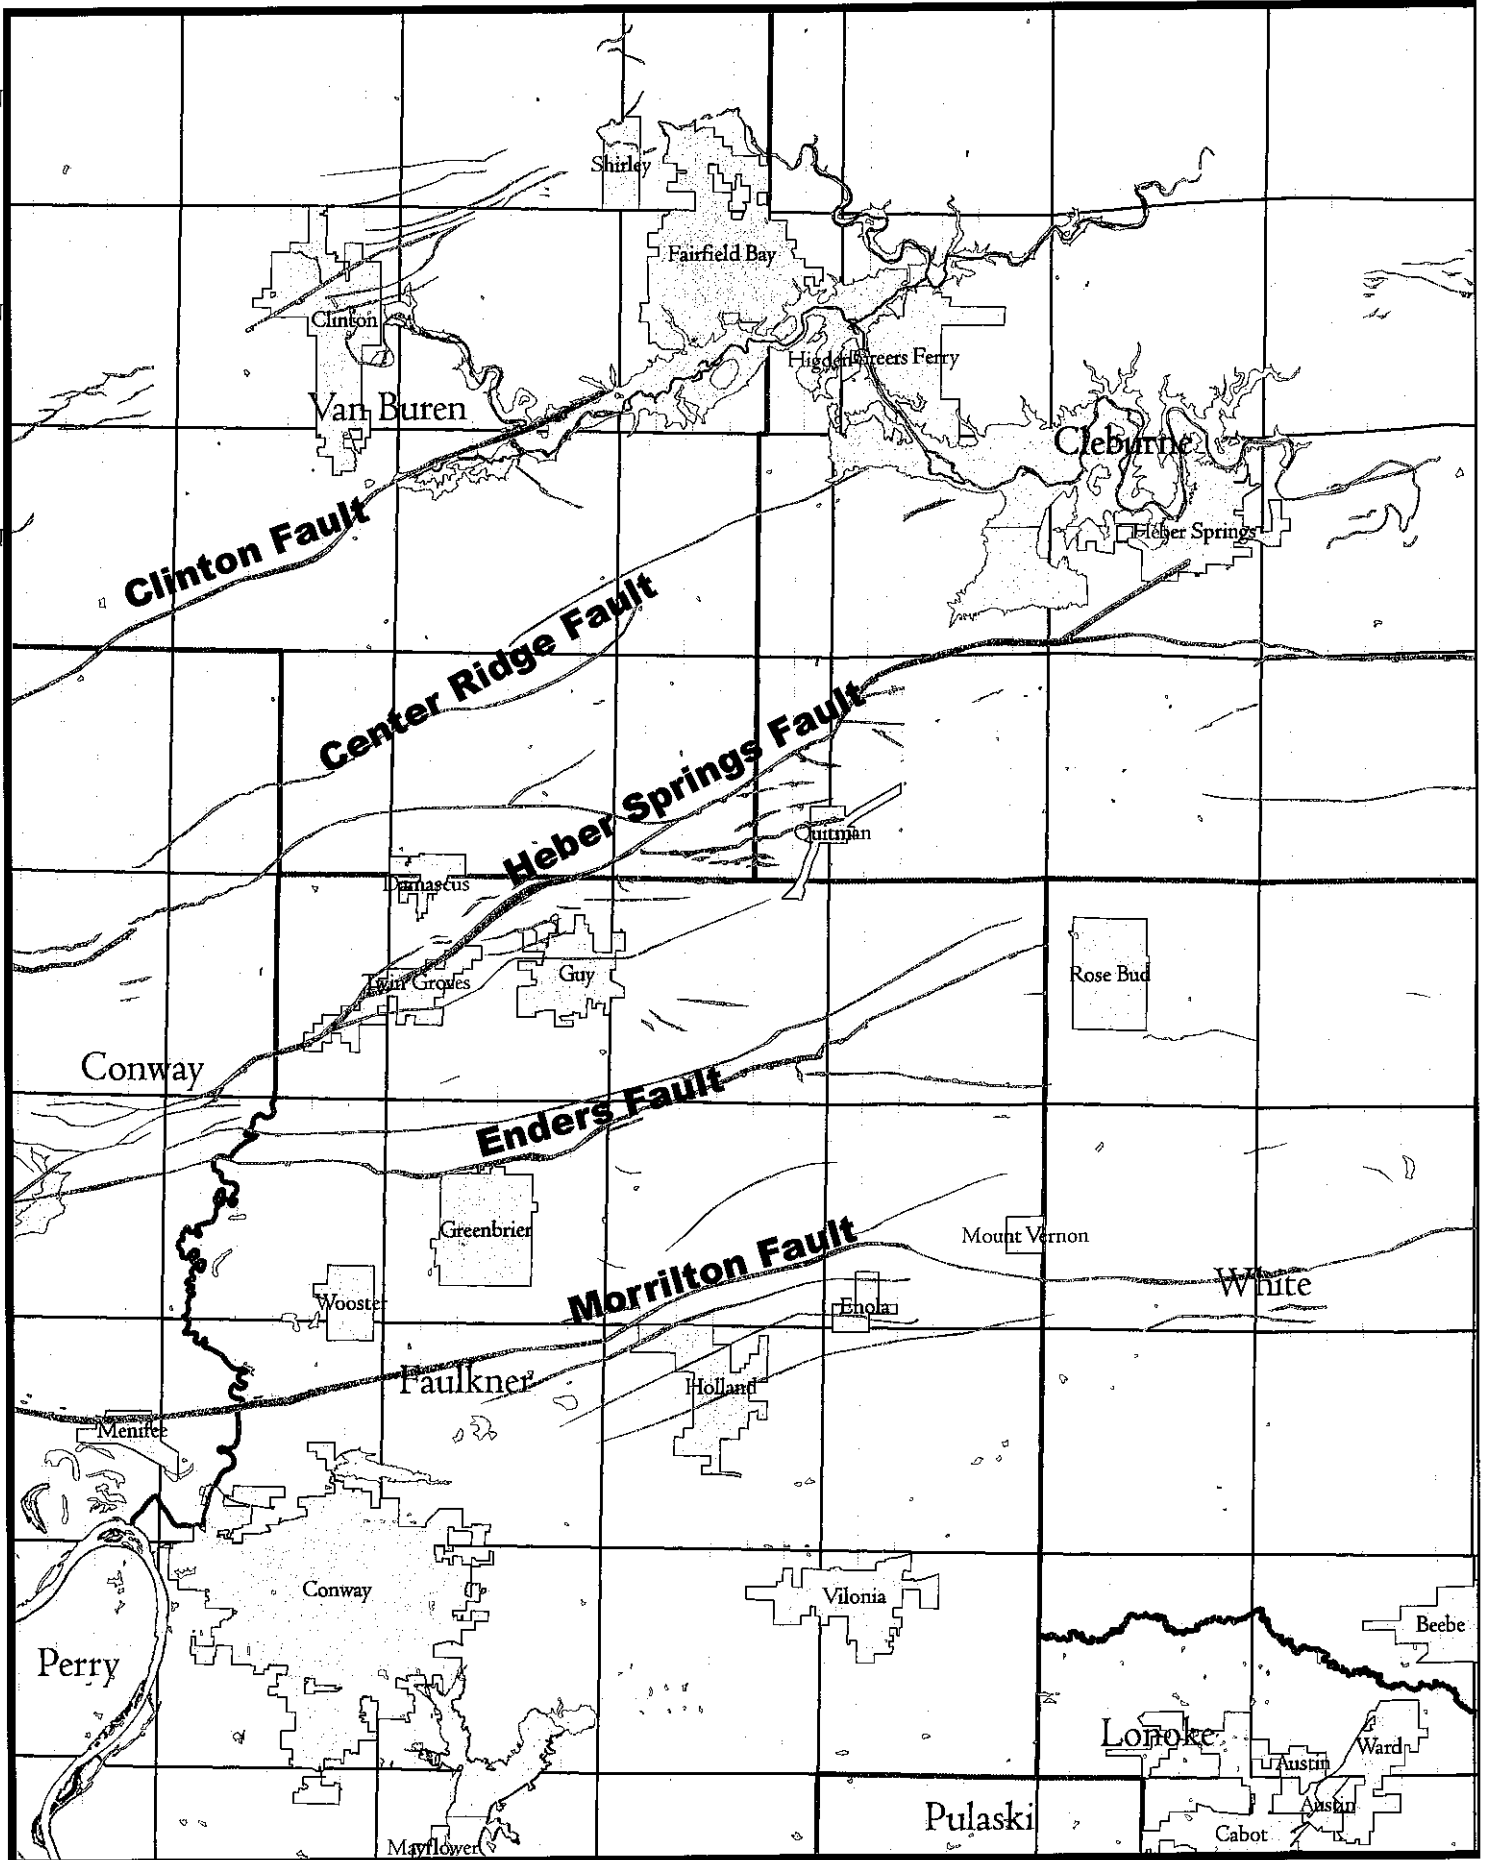 Shirley
Fairfield Bay
Clinton
Higden
Greers Ferry
Van Buren
Cleburne
Heber Springs
Clinton Fault
Center Ridge Fault
Heber Springs Fault
Quitman
Damascus
Twin Groves
Guy
Rose Bud
Conway
Enders Fault
Greenbrier
Mount Vernon
Morrilton Fault
White
Wooster
Enola
Faulkner
Holland
Menifee
Conway
Vilonia
Beebe
Perry
Lonoke
Ward
Austin
Austin
Pulaski
Cabot
Mayflower